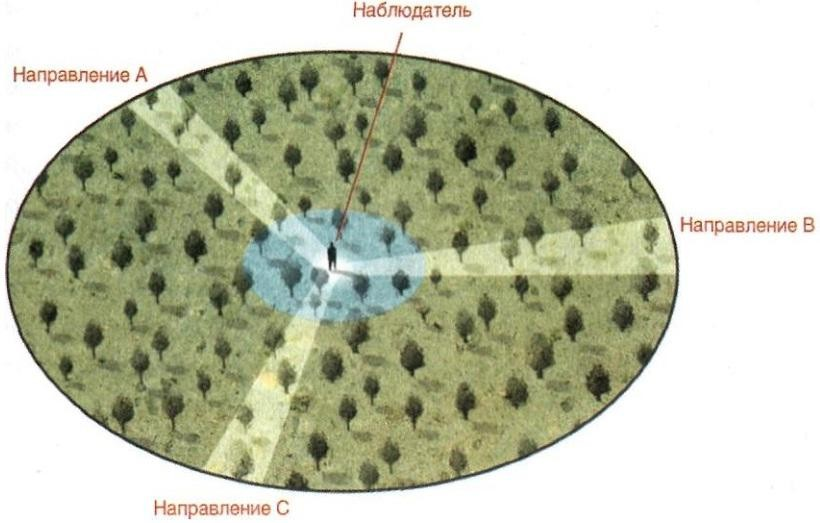 Наблюдатель
Направление А
Направление В
Направление С